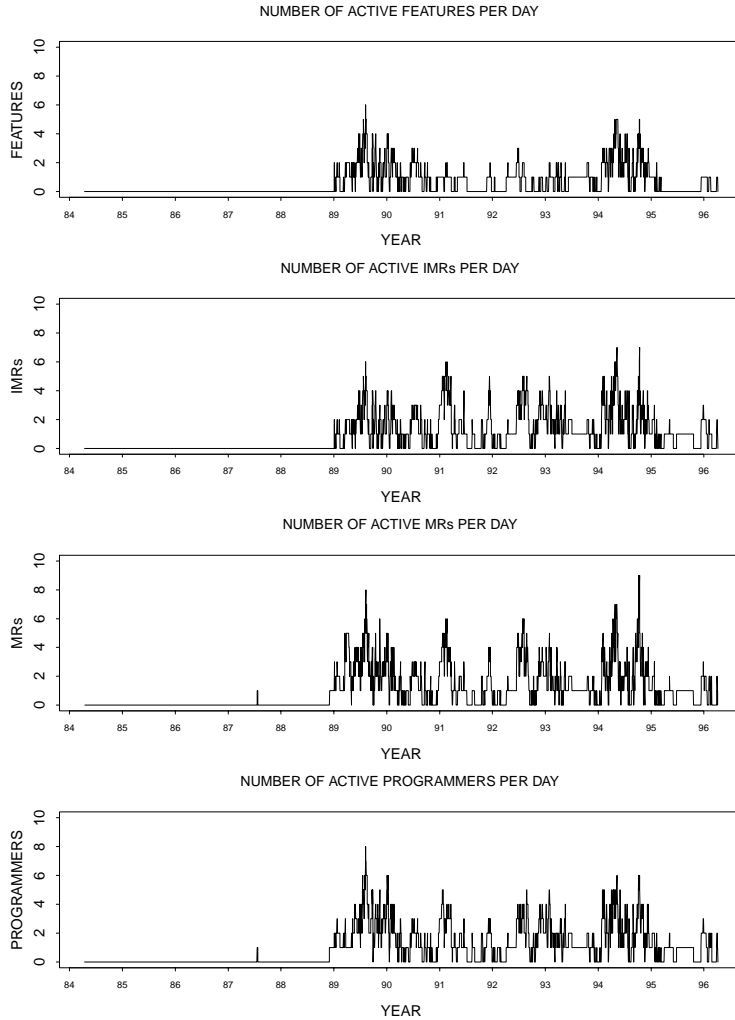 NUMBER OF ACTIVE FEATURES PER DAY
10
8
6
4
2
0
FEATURES
84 85 86 87 88 89 90 91 92 93 94 95 96
YEAR
NUMBER OF ACTIVE IMRs PER DAY
10
8
6
4
2
0
IMRs
84 85 86 87 88 89 90 91 92 93 94 95 96
YEAR
NUMBER OF ACTIVE MRs PER DAY
10
8
6
4
2
0
MRs
84 85 86 87 88 89 90 91 92 93 94 95 96
YEAR
NUMBER OF ACTIVE PROGRAMMERS PER DAY
10
8
6
4
2
0
PROGRAMMERS
84 85 86 87 88 89 90 91 92 93 94 95 96
YEAR